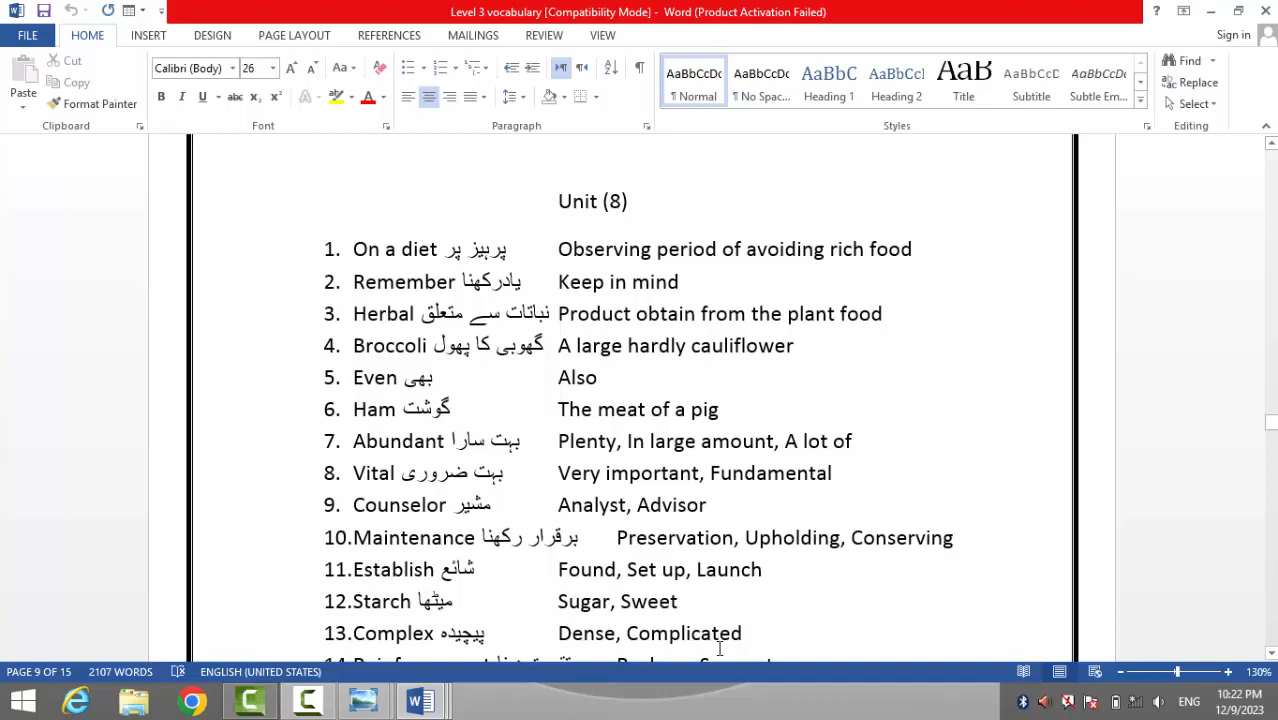 Level 3 vocabulary [Compatibility Mode] - Word (Product Activation Failed)
FILE HOME INSERT DESIGN PAGE LAYOUT REFERENCES MAILINGS REVIEW VIEW Sign in
Cut
Copy
Format Painter
Paste
Clipboard
Calibri (Body) 26
Font
Paragraph
AaBbCcDc AaBbCcDc AaBbC AaBbCcI AaB AaBbCcD AaBbCcDc
¶ Normal ¶ No Spac... Heading 1 Heading 2 Title Subtitle Subtle Em...
Styles
Find
Replace
Select
Editing
Unit (8)
1. On a diet پرہیز پر Observing period of avoiding rich food
2. Remember یادرکھنا Keep in mind
3. Herbal نباتات سے متعلق Product obtain from the plant food
4. Broccoli گھوبی کا پھول A large hardly cauliflower
5. Even بھی Also
6. Ham گوشت The meat of a pig
7. Abundant بہت سارا Plenty, In large amount, A lot of
8. Vital بہت ضروری Very important, Fundamental
9. Counselor مشیر Analyst, Advisor
10.Maintenance برقرار رکھنا Preservation, Upholding, Conserving
11.Establish شائع Found, Set up, Launch
12.Starch میٹھا Sugar, Sweet
13.Complex پیچیدہ Dense, Complicated
PAGE 9 OF 15 2107 WORDS ENGLISH (UNITED STATES) 130%
ENG
10:22 PM
12/9/2023